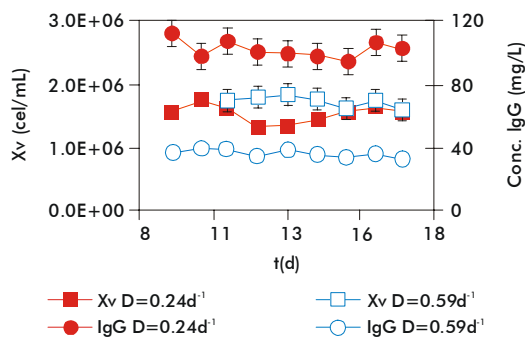 3.0E+06
2.0E+06
1.0E+06
0.0E+00
Xv (cel/mL)
120
80
40
0
Conc. IgG (mg/L)
8 11 13 16 18
t(d)
Xv D=0.24d-1
Xv D=0.59d-1
IgG D=0.24d-1
IgG D=0.59d-1